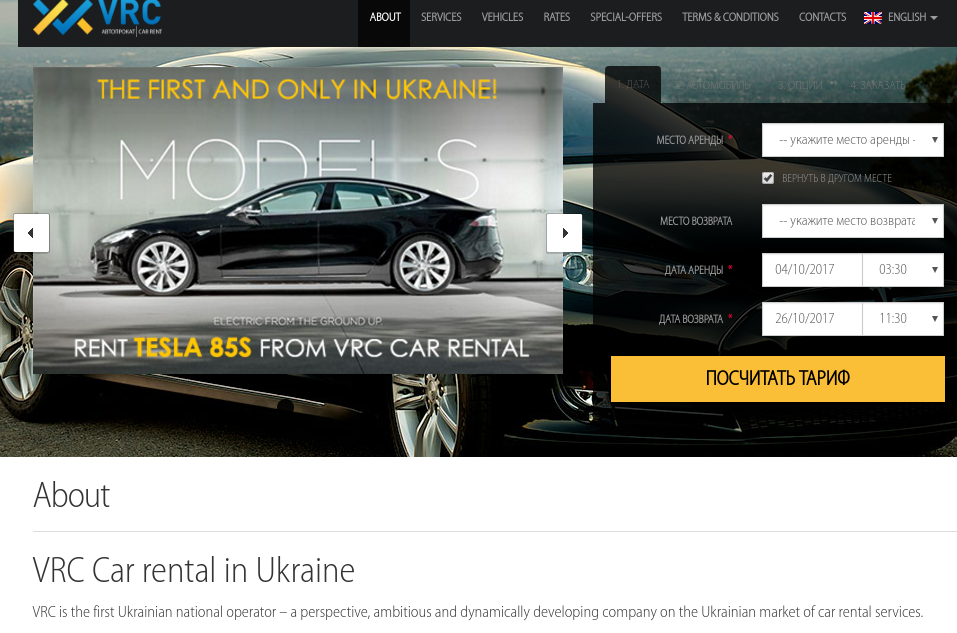 VRC
АВТОПРОКАТ | CAR RENT
ABOUT SERVICES VEHICLES RATES SPECIAL-OFFERS TERMS & CONDITIONS CONTACTS ENGLISH
THE FIRST AND ONLY IN UKRAINE!
MODEL S
ELECTRIC FROM THE GROUND UP.
RENT TESLA 85S FROM VRC CAR RENTAL
1. ДАТА 2. АВТОМОБИЛЬ 3. ОПЦИИ 4. ЗАКАЗАТЬ
МЕСТО АРЕНДЫ * -- укажите место аренды -
ВЕРНУТЬ В ДРУГОМ МЕСТЕ
МЕСТО ВОЗВРАТА -- укажите место возврата
ДАТА АРЕНДЫ * 04/10/2017 03:30
ДАТА ВОЗВРАТА * 26/10/2017 11:30
ПОСЧИТАТЬ ТАРИФ
About
VRC Car rental in Ukraine
VRC is the first Ukrainian national operator – a perspective, ambitious and dynamically developing company on the Ukrainian market of car rental services.